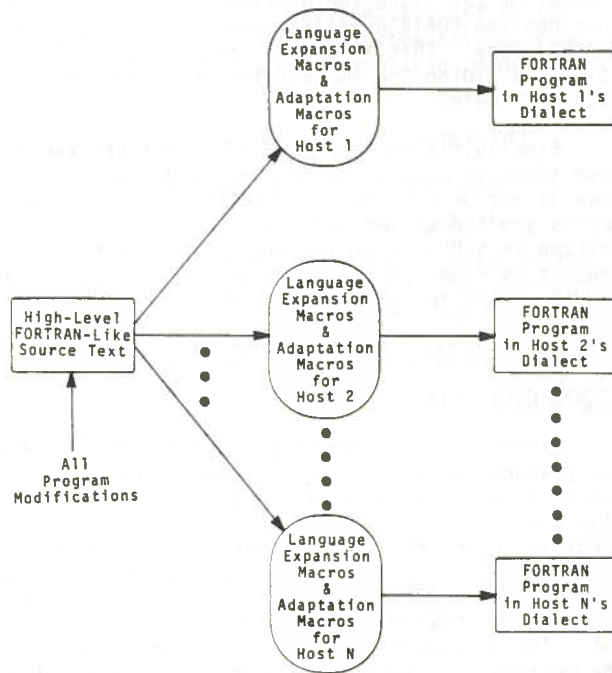 Language
Expansion
Macros
&
Adaptation
Macros
for
Host 1
FORTRAN
Program
in Host 1's
Dialect
High-Level
FORTRAN-Like
Source Text
Language
Expansion
Macros
&
Adaptation
Macros
for
Host 2
FORTRAN
Program
in Host 2's
Dialect
All
Program
Modifications
Language
Expansion
Macros
&
Adaptation
Macros
for
Host N
FORTRAN
Program
in Host N's
Dialect